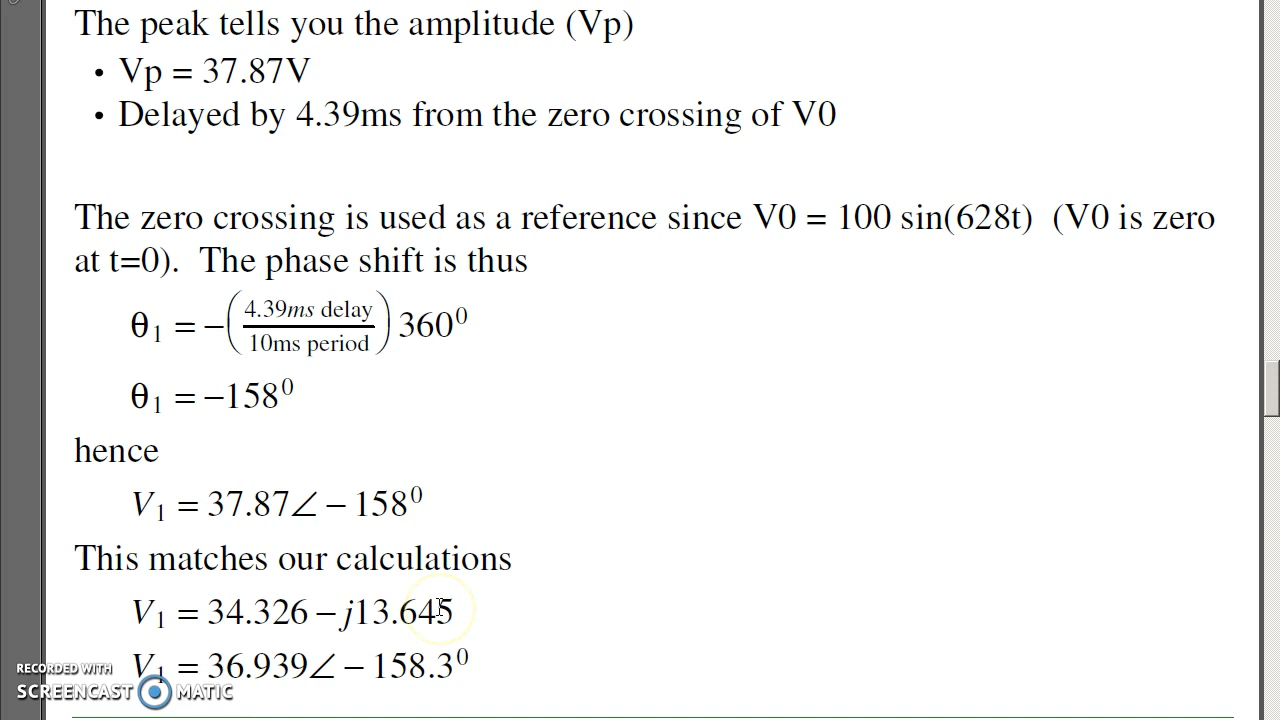 The peak tells you the amplitude (Vp)
• Vp = 37.87V
• Delayed by 4.39ms from the zero crossing of V0
The zero crossing is used as a reference since V0 = 100 sin(628t) (V0 is zero
at t=0). The phase shift is thus
θ₁ = −(4.39ms delay / 10ms period) 360⁰
θ₁ = −158⁰
hence
V₁ = 37.87∠ − 158⁰
This matches our calculations
V₁ = 34.326 − j13.645
V₁ = 36.939∠ − 158.3⁰
RECORDED WITH
SCREENCAST MATIC